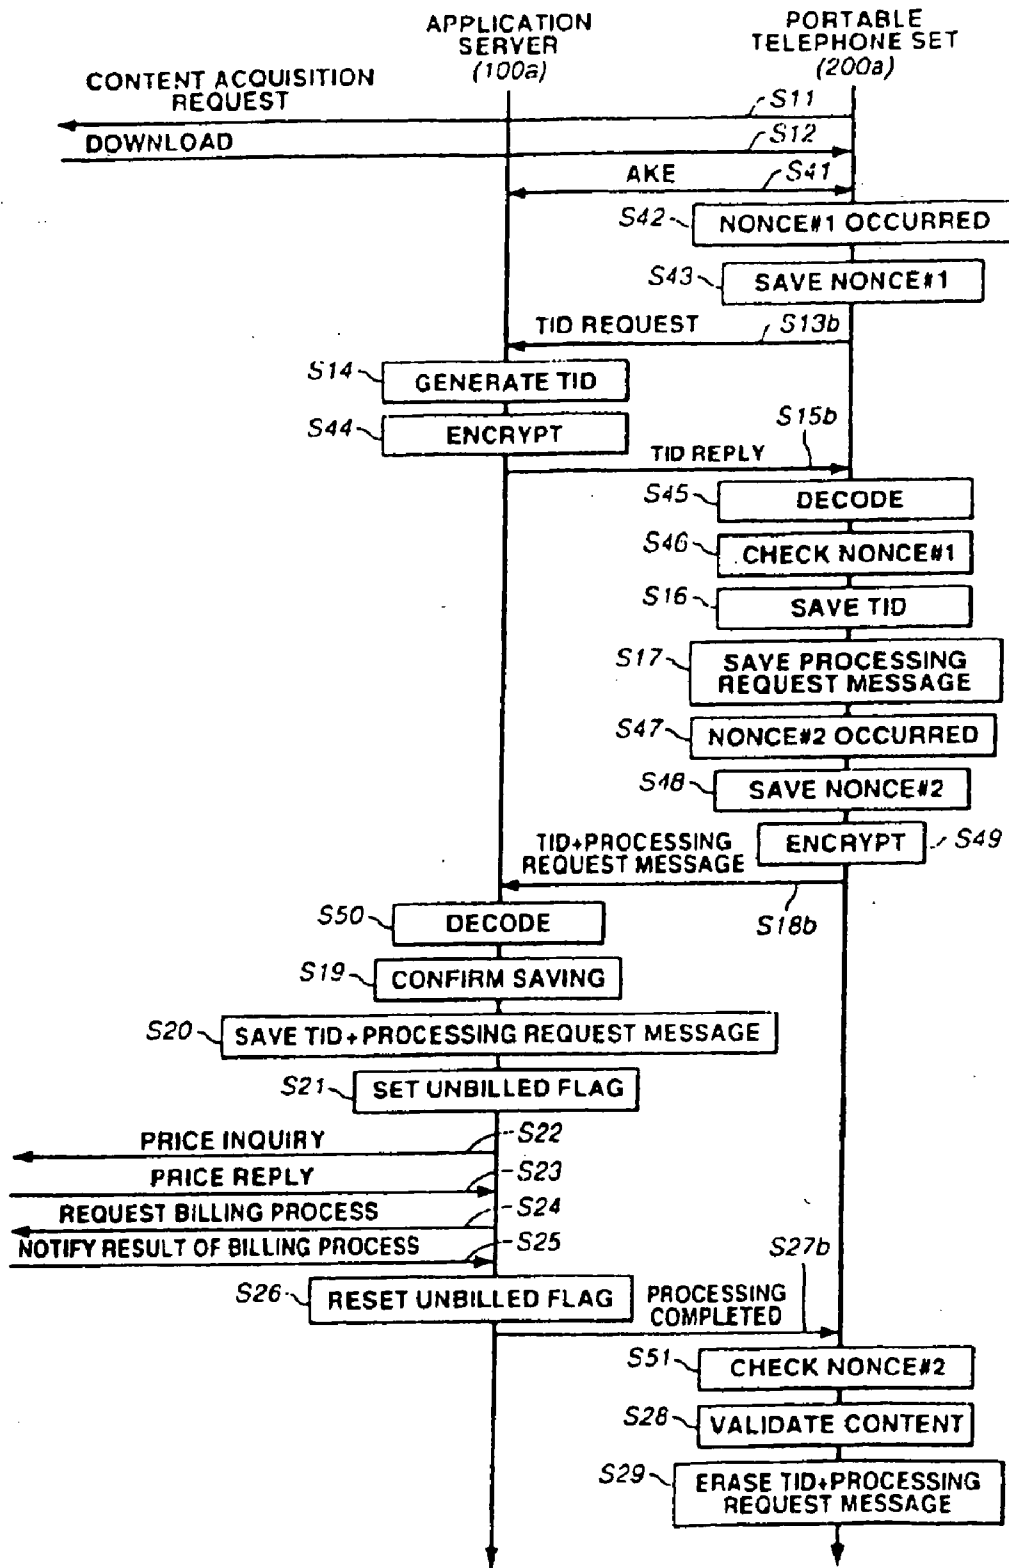 APPLICATION
SERVER
(100a)
PORTABLE
TELEPHONE SET
(200a)
CONTENT ACQUISITION
REQUEST
S11
DOWNLOAD
S12
AKE
S41
S42
NONCE#1 OCCURRED
S43
SAVE NONCE#1
TID REQUEST
S13b
S14
GENERATE TID
S44
ENCRYPT
S15b
TID REPLY
S45
DECODE
S46
CHECK NONCE#1
S16
SAVE TID
S17
SAVE PROCESSING
REQUEST MESSAGE
S47
NONCE#2 OCCURRED
S48
SAVE NONCE#2
ENCRYPT
S49
TID+PROCESSING
REQUEST MESSAGE
S18b
S50
DECODE
S19
CONFIRM SAVING
S20
SAVE TID+PROCESSING REQUEST MESSAGE
S21
SET UNBILLED FLAG
PRICE INQUIRY
S22
PRICE REPLY
S23
REQUEST BILLING PROCESS
S24
NOTIFY RESULT OF BILLING PROCESS
S25
S27b
S26
RESET UNBILLED FLAG
PROCESSING
COMPLETED
S51
CHECK NONCE#2
S28
VALIDATE CONTENT
S29
ERASE TID+PROCESSING
REQUEST MESSAGE